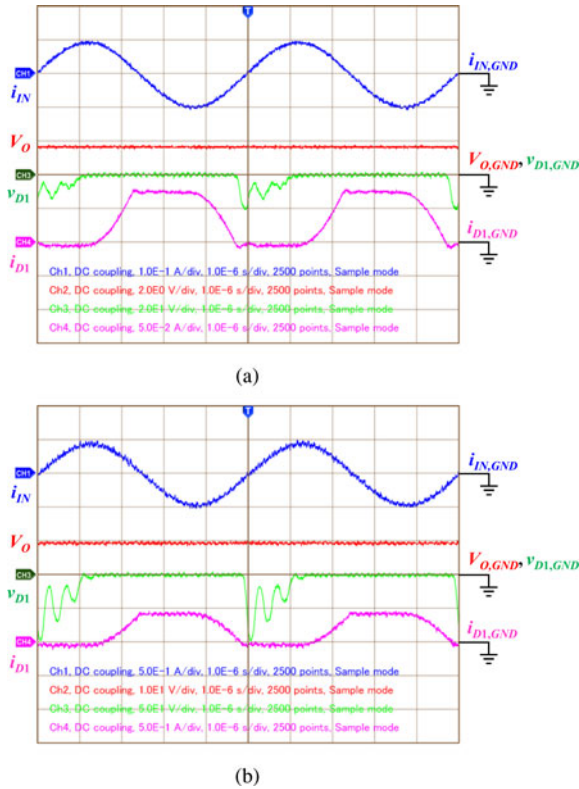 T
CH1
i_IN
i_IN,GND
V_O
CH3
V_O,GND, v_D1,GND
v_D1
CH4
i_D1
i_D1,GND
Ch1, DC coupling, 1.0E-1 A/div, 1.0E-6 s/div, 2500 points, Sample mode
Ch2, DC coupling, 2.0E0 V/div, 1.0E-6 s/div, 2500 points, Sample mode
Ch3, DC coupling, 2.0E1 V/div, 1.0E-6 s/div, 2500 points, Sample mode
Ch4, DC coupling, 5.0E-2 A/div, 1.0E-6 s/div, 2500 points, Sample mode
(a)
T
CH1
i_IN
i_IN,GND
V_O
CH3
V_O,GND, v_D1,GND
v_D1
CH4
i_D1
i_D1,GND
Ch1, DC coupling, 5.0E-1 A/div, 1.0E-6 s/div, 2500 points, Sample mode
Ch2, DC coupling, 1.0E1 V/div, 1.0E-6 s/div, 2500 points, Sample mode
Ch3, DC coupling, 5.0E1 V/div, 1.0E-6 s/div, 2500 points, Sample mode
Ch4, DC coupling, 5.0E-1 A/div, 1.0E-6 s/div, 2500 points, Sample mode
(b)